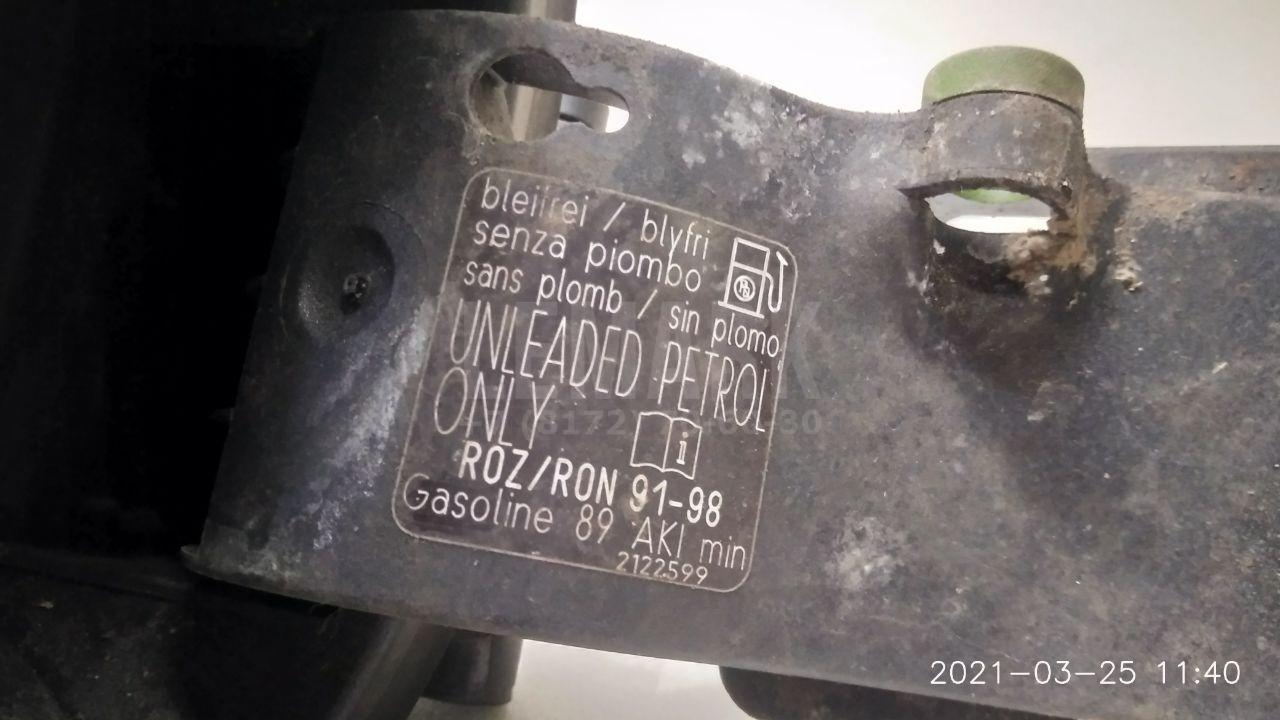 bleifrei / blyfri
senza piombo
sans plomb / sin plomo
UNLEADED PETROL
ONLY
i
ROZ/RON 91-98
Gasoline 89 AKI min
2122599
2021-03-25 11:40